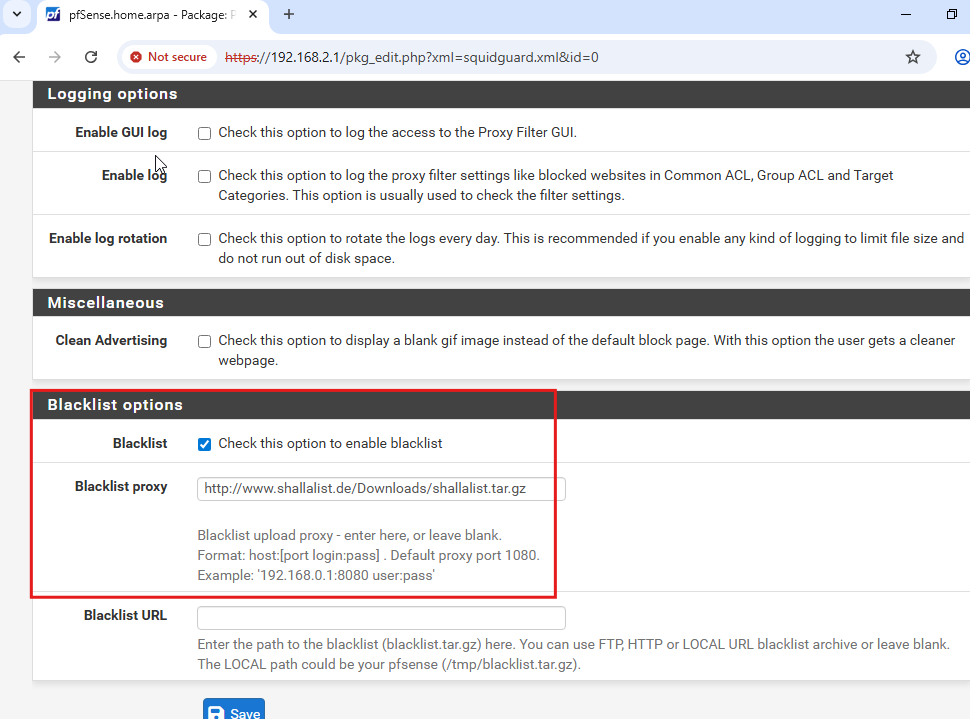 pfSense.home.arpa - Package:
Not secure
https://192.168.2.1/pkg_edit.php?xml=squidguard.xml&id=0
Logging options
Enable GUI log
Check this option to log the access to the Proxy Filter GUI.
Enable log
Check this option to log the proxy filter settings like blocked websites in Common ACL, Group ACL and Target
Categories. This option is usually used to check the filter settings.
Enable log rotation
Check this option to rotate the logs every day. This is recommended if you enable any kind of logging to limit file size and
do not run out of disk space.
Miscellaneous
Clean Advertising
Check this option to display a blank gif image instead of the default block page. With this option the user gets a cleaner
webpage.
Blacklist options
Blacklist
Check this option to enable blacklist
Blacklist proxy
http://www.shallalist.de/Downloads/shallalist.tar.gz
Blacklist upload proxy - enter here, or leave blank.
Format: host:[port login:pass] . Default proxy port 1080.
Example: '192.168.0.1:8080 user:pass'
Blacklist URL
Enter the path to the blacklist (blacklist.tar.gz) here. You can use FTP, HTTP or LOCAL URL blacklist archive or leave blank.
The LOCAL path could be your pfsense (/tmp/blacklist.tar.gz).
Save